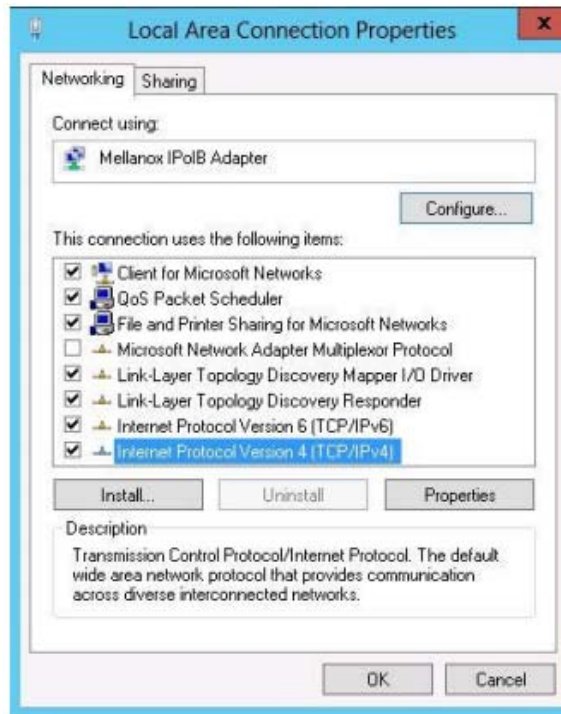 Local Area Connection Properties
x
Networking
Sharing
Connect using:
Mellanox IPoIB Adapter
Configure...
This connection uses the following items:
Client for Microsoft Networks
QoS Packet Scheduler
File and Printer Sharing for Microsoft Networks
Microsoft Network Adapter Multiplexor Protocol
Link-Layer Topology Discovery Mapper I/O Driver
Link-Layer Topology Discovery Responder
Internet Protocol Version 6 (TCP/IPv6)
Internet Protocol Version 4 (TCP/IPv4)
Install...
Uninstall
Properties
Description
Transmission Control Protocol/Internet Protocol. The default
wide area network protocol that provides communication
across diverse interconnected networks.
OK
Cancel